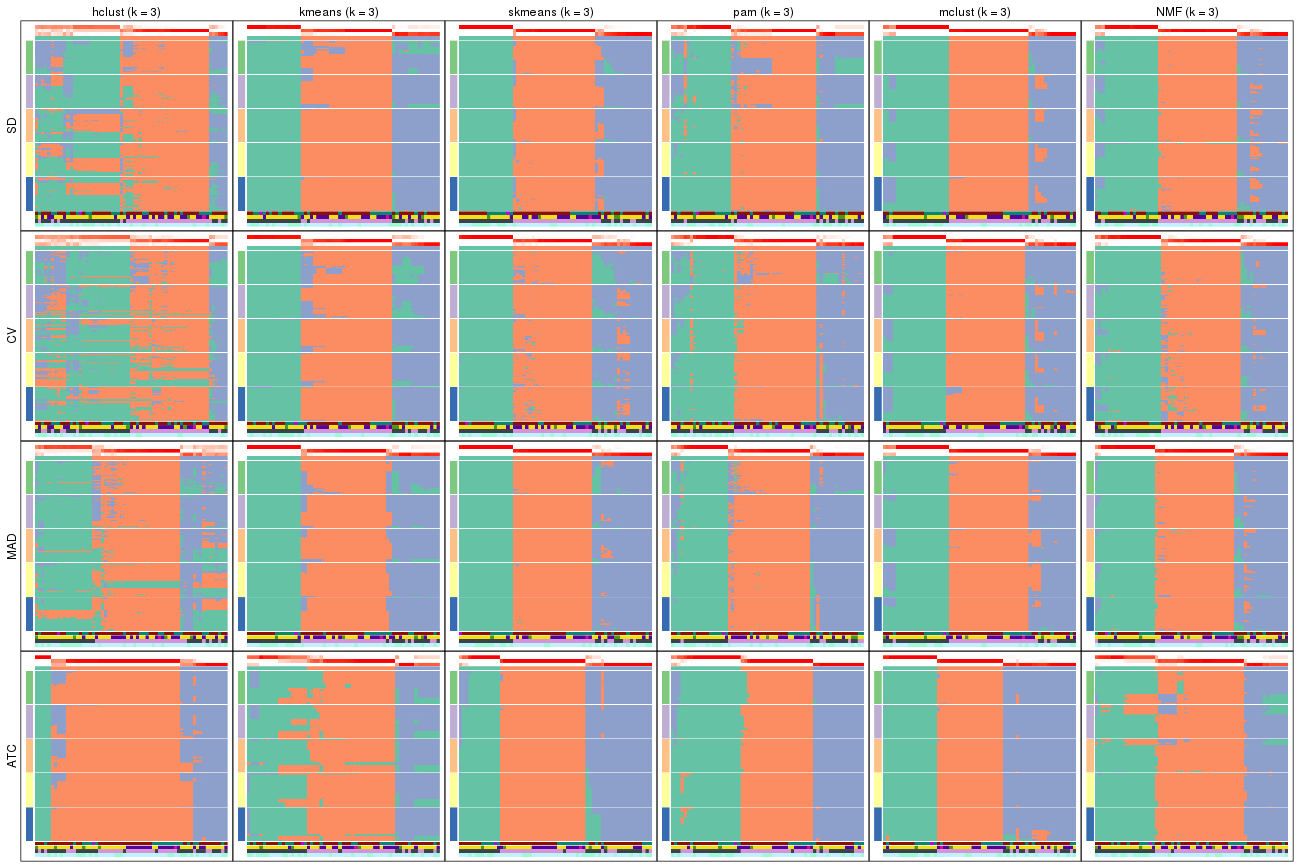 hclust (k = 3) kmeans (k = 3) skmeans (k = 3) pam (k = 3) mclust (k = 3) NMF (k = 3)
SD
CV
MAD
ATC